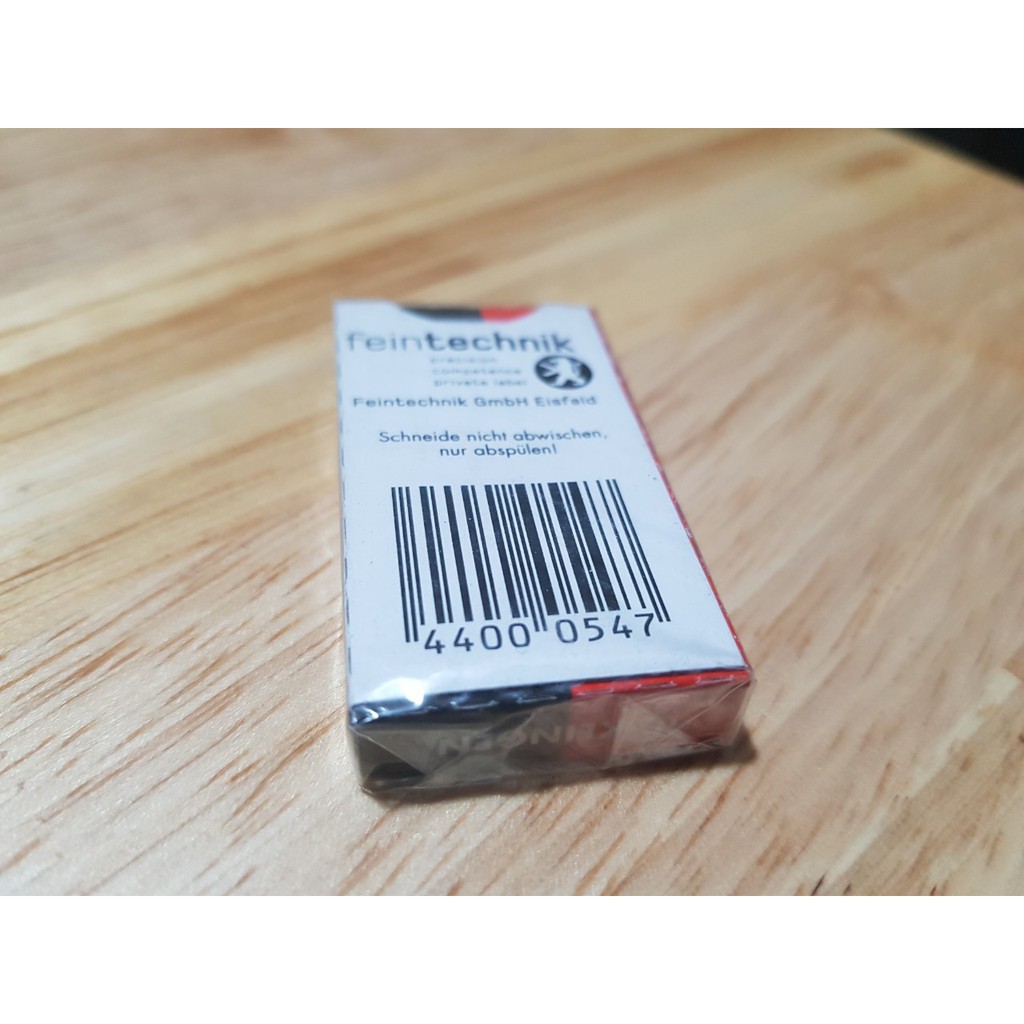 feintechnik
precision
competence
private label
Feintechnik GmbH Eisfeld
Schneide nicht abwischen,
nur abspülen!
4400 0547